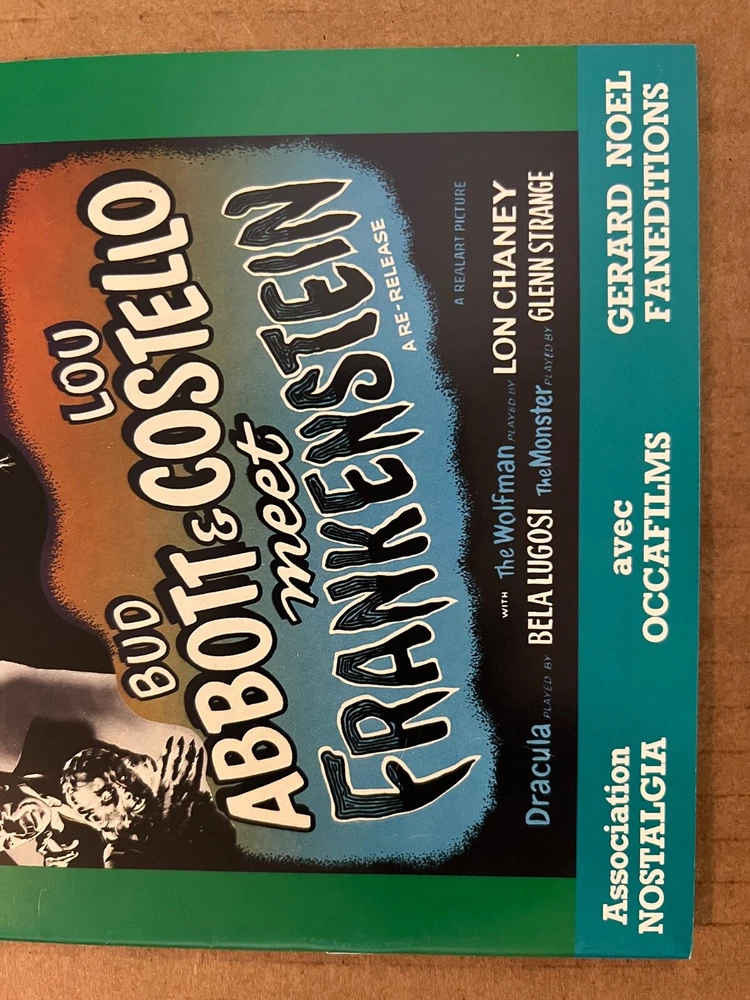 LOU
BUD
ABBOTT & COSTELLO
meet
FRANKENSTEIN
A RE-RELEASE
A REALART PICTURE
WITH The Wolfman PLAYED BY LON CHANEY
Dracula PLAYED BY BELA LUGOSI The Monster PLAYED BY GLENN STRANGE
Association avec GERARD NOEL
NOSTALGIA OCCAFILMS FANEDITIONS